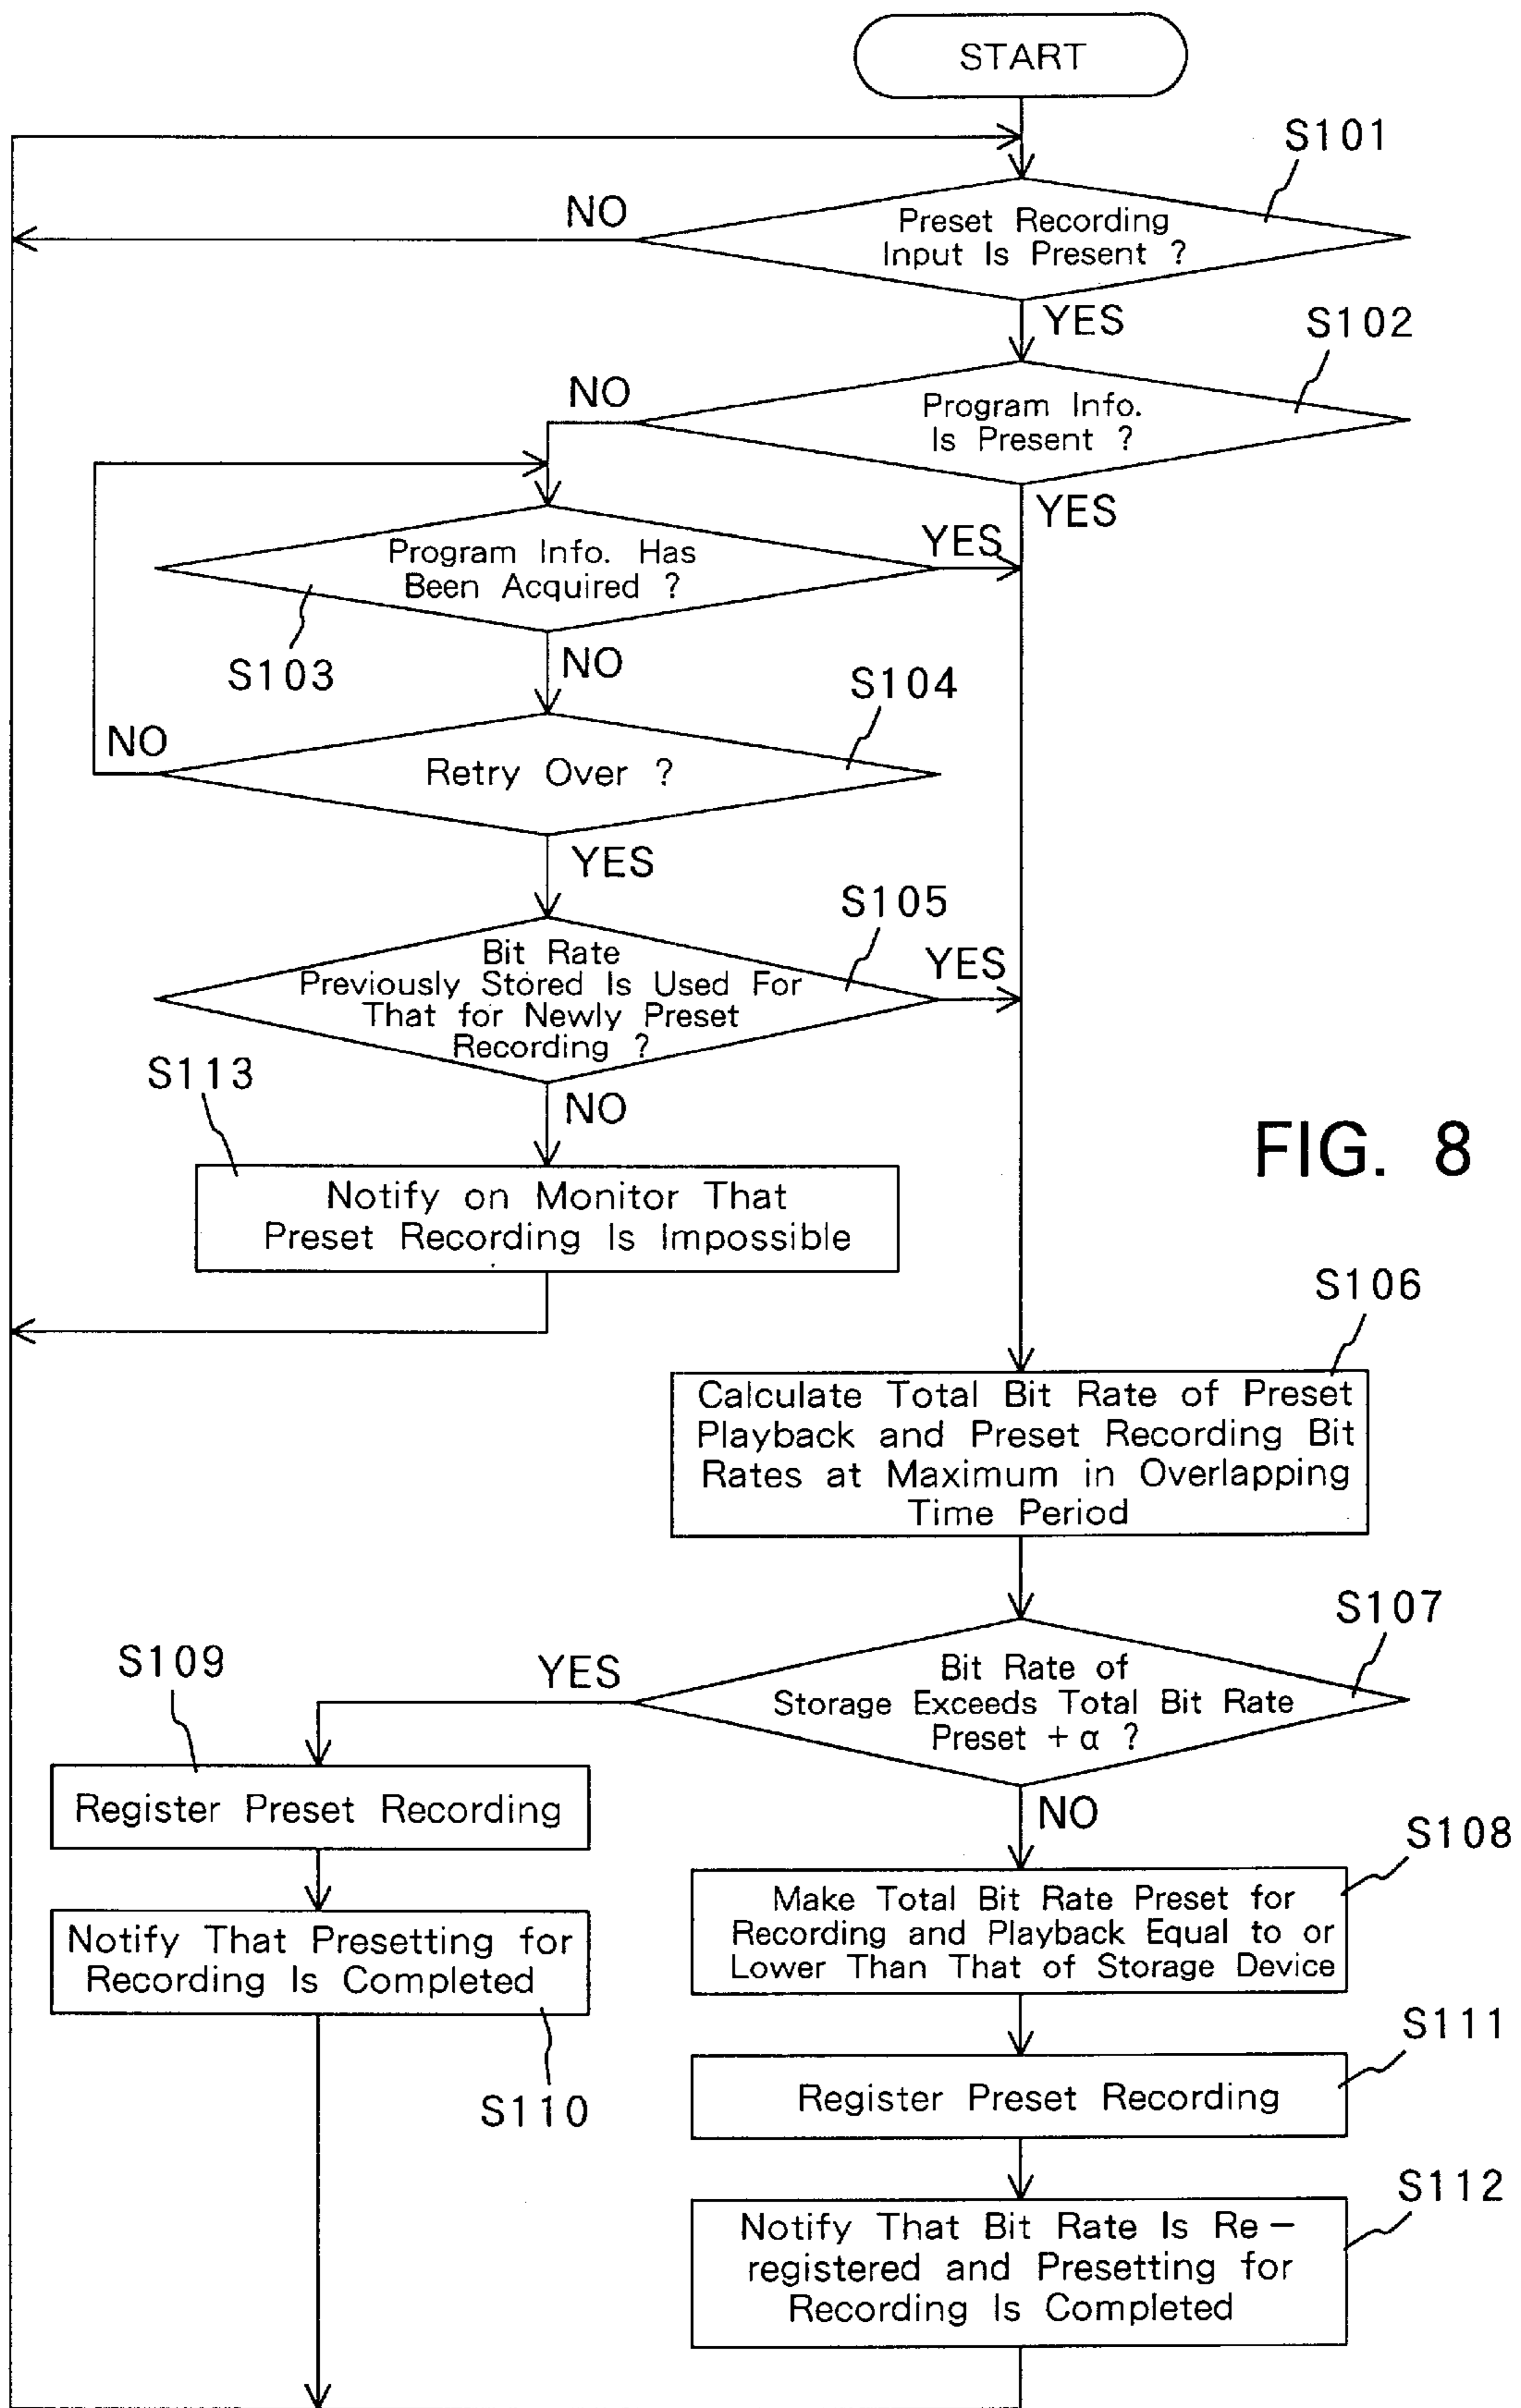 START
S101
NO
Preset Recording
Input Is Present ?
YES
S102
NO
Program Info.
Is Present ?
YES
Program Info. Has
Been Acquired ?
YES
S103
NO
S104
NO
Retry Over ?
YES
S105
Bit Rate
Previously Stored Is Used For
That for Newly Preset
Recording ?
YES
S113
NO
Notify on Monitor That
Preset Recording Is Impossible
FIG. 8
S106
Calculate Total Bit Rate of Preset
Playback and Preset Recording Bit
Rates at Maximum in Overlapping
Time Period
S107
S109
YES
Bit Rate of
Storage Exceeds Total Bit Rate
Preset +α ?
Register Preset Recording
NO
S108
Make Total Bit Rate Preset for
Recording and Playback Equal to or
Lower Than That of Storage Device
Notify That Presetting for
Recording Is Completed
S110
S111
Register Preset Recording
S112
Notify That Bit Rate Is Re-
registered and Presetting for
Recording Is Completed